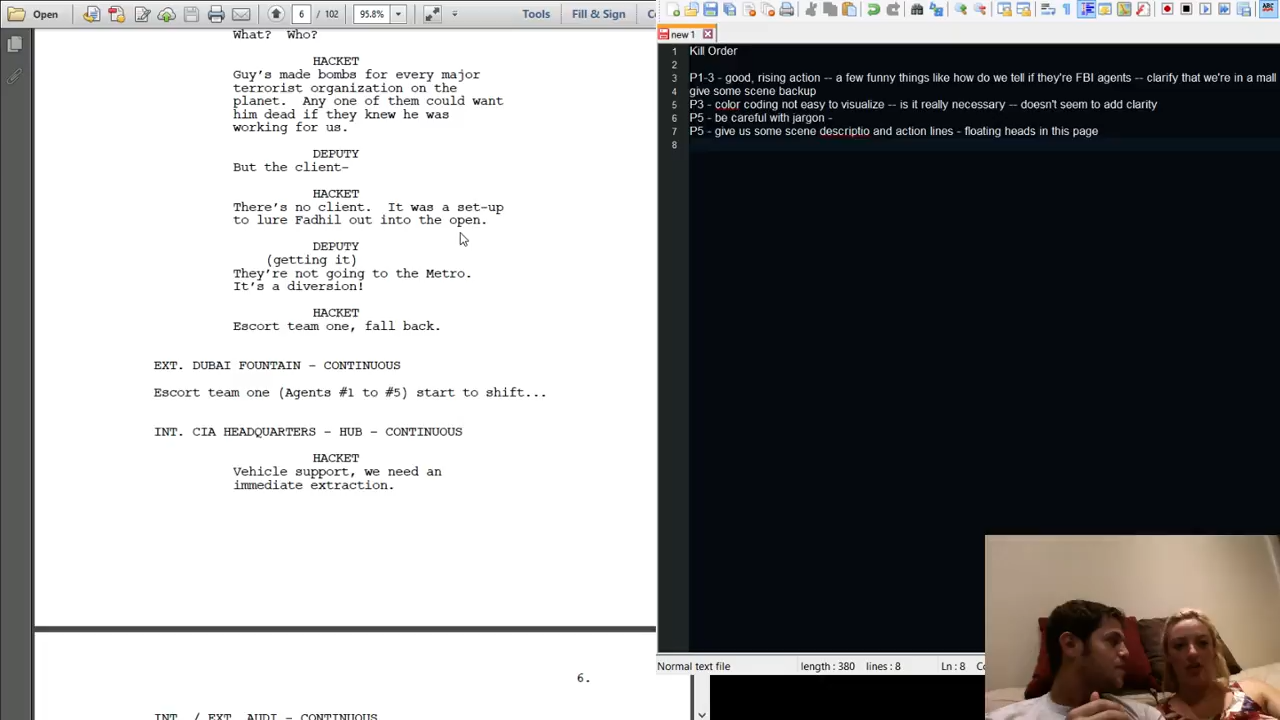 Open
6
/ 102
95.8%
Tools
Fill & Sign
What?  Who?
HACKET
Guy's made bombs for every major
terrorist organization on the
planet.  Any one of them could want
him dead if they knew he was
working for us.
DEPUTY
But the client-
HACKET
There's no client.  It was a set-up
to lure Fadhil out into the open.
DEPUTY
(getting it)
They're not going to the Metro.
It's a diversion!
HACKET
Escort team one, fall back.
EXT. DUBAI FOUNTAIN - CONTINUOUS
Escort team one (Agents #1 to #5) start to shift...
INT. CIA HEADQUARTERS - HUB - CONTINUOUS
HACKET
Vehicle support, we need an
immediate extraction.
6.
INT. / EXT. AUDI - CONTINUOUS
new 1
1 Kill Order
2
3 P1-3 - good, rising action -- a few funny things like how do we tell if they're FBI agents -- clarify that we're in a mall
4 give some scene backup
5 P3 - color coding not easy to visualize -- is it really necessary -- doesn't seem to add clarity
6 P5 - be careful with jargon -
7 P5 - give us some scene descriptio and action lines - floating heads in this page
8
Normal text file
length : 380
lines : 8
Ln : 8